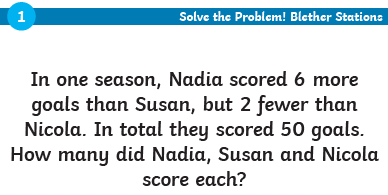 1
Solve the Problem! Blether Stations
In one season, Nadia scored 6 more
goals than Susan, but 2 fewer than
Nicola. In total they scored 50 goals.
How many did Nadia, Susan and Nicola
score each?